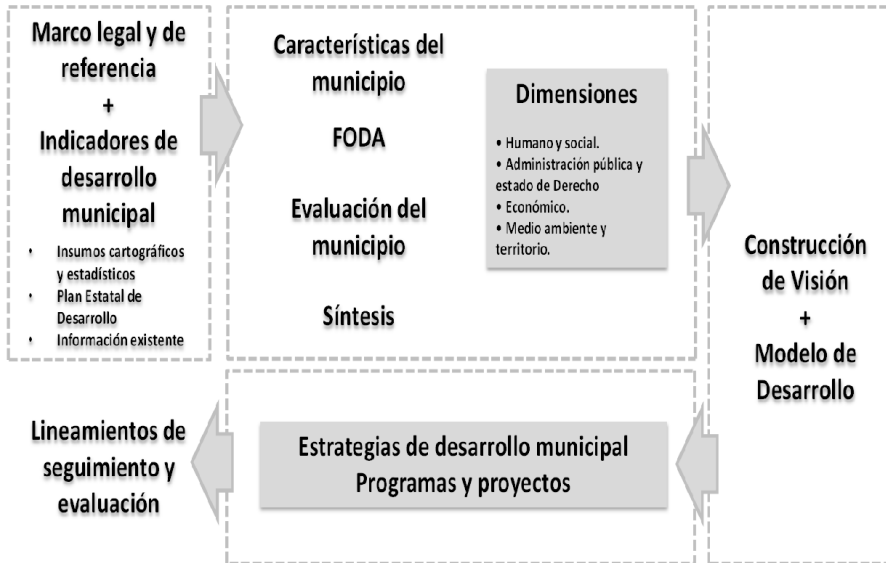 Marco legal y de
referencia
+
Indicadores de
desarrollo
municipal
• Insumos cartográficos
y estadísticos
• Plan Estatal de
Desarrollo
• Información existente
Características del
municipio
FODA
Evaluación del
municipio
Síntesis
Dimensiones
• Humano y social.
• Administración pública y
estado de Derecho
• Económico.
• Medio ambiente y
territorio.
Construcción
de Visión
+
Modelo de
Desarrollo
Estrategias de desarrollo municipal
Programas y proyectos
Lineamientos de
seguimiento y
evaluación